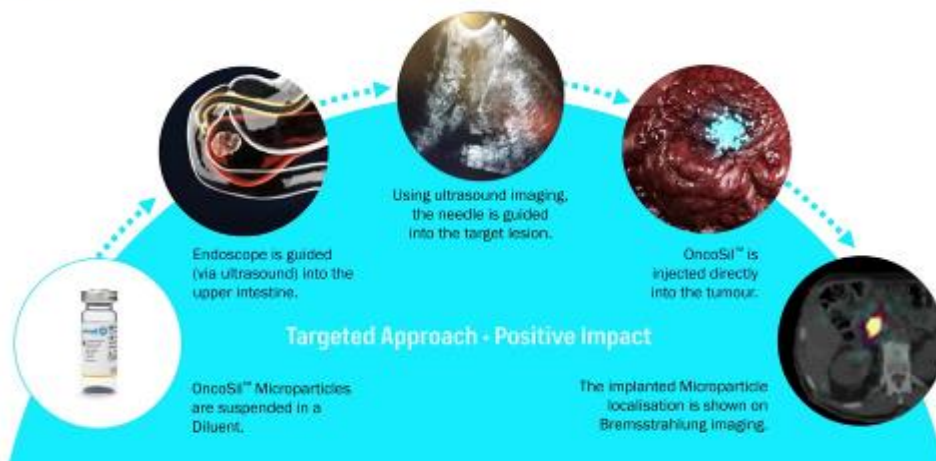 Endoscope is guided
(via ultrasound) into the
upper intestine.
Using ultrasound imaging,
the needle is guided
into the target lesion.
OncoSil™ is
injected directly
into the tumour.
Targeted Approach • Positive Impact
OncoSil™ Microparticles
are suspended in a
Diluent.
The implanted Microparticle
localisation is shown on
Bremsstrahlung imaging.